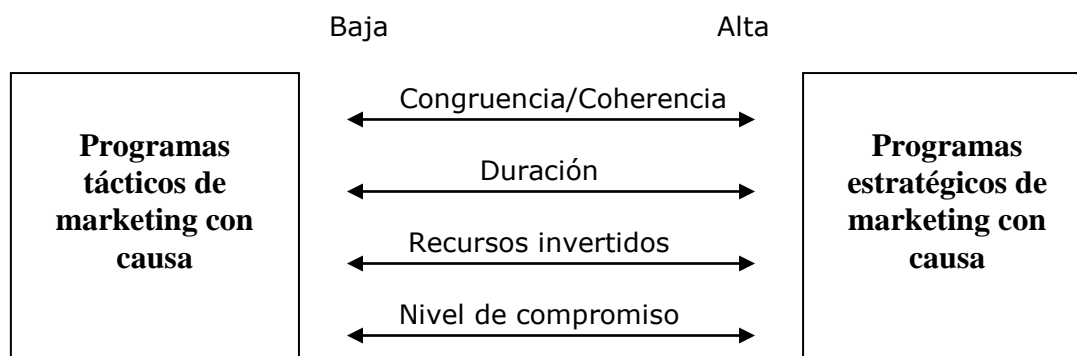 Baja
Alta
Programas
tácticos de
marketing con
causa
Congruencia/Coherencia
Duración
Recursos invertidos
Nivel de compromiso
Programas
estratégicos de
marketing con
causa